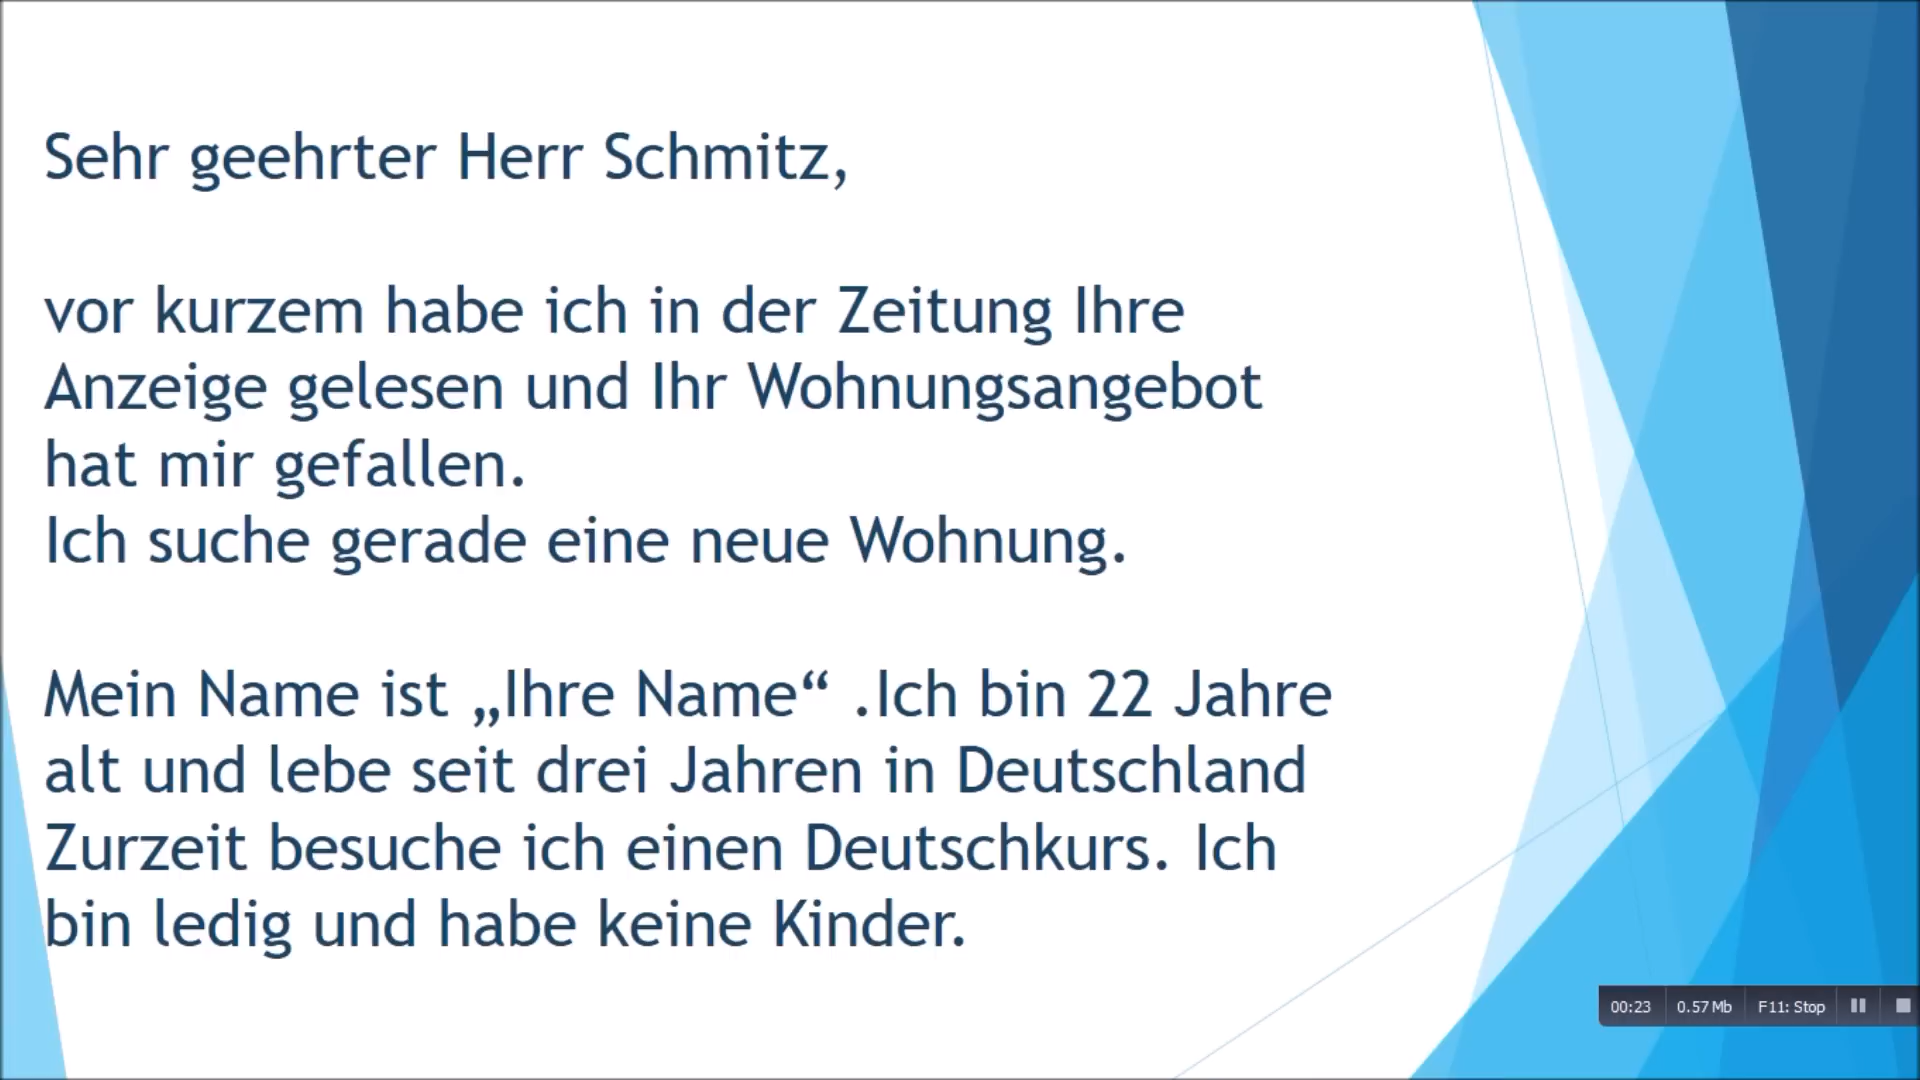 Sehr geehrter Herr Schmitz,
vor kurzem habe ich in der Zeitung Ihre
Anzeige gelesen und Ihr Wohnungsangebot
hat mir gefallen.
Ich suche gerade eine neue Wohnung.
Mein Name ist „Ihre Name“ .Ich bin 22 Jahre
alt und lebe seit drei Jahren in Deutschland
Zurzeit besuche ich einen Deutschkurs. Ich
bin ledig und habe keine Kinder.
00:23 0.57 Mb F11: Stop